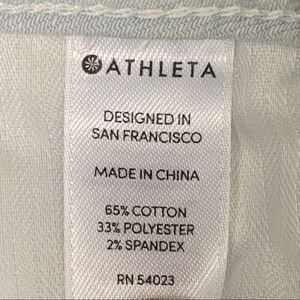 ATHLETA
DESIGNED IN
SAN FRANCISCO
MADE IN CHINA
65% COTTON
33% POLYESTER
2% SPANDEX
RN 54023